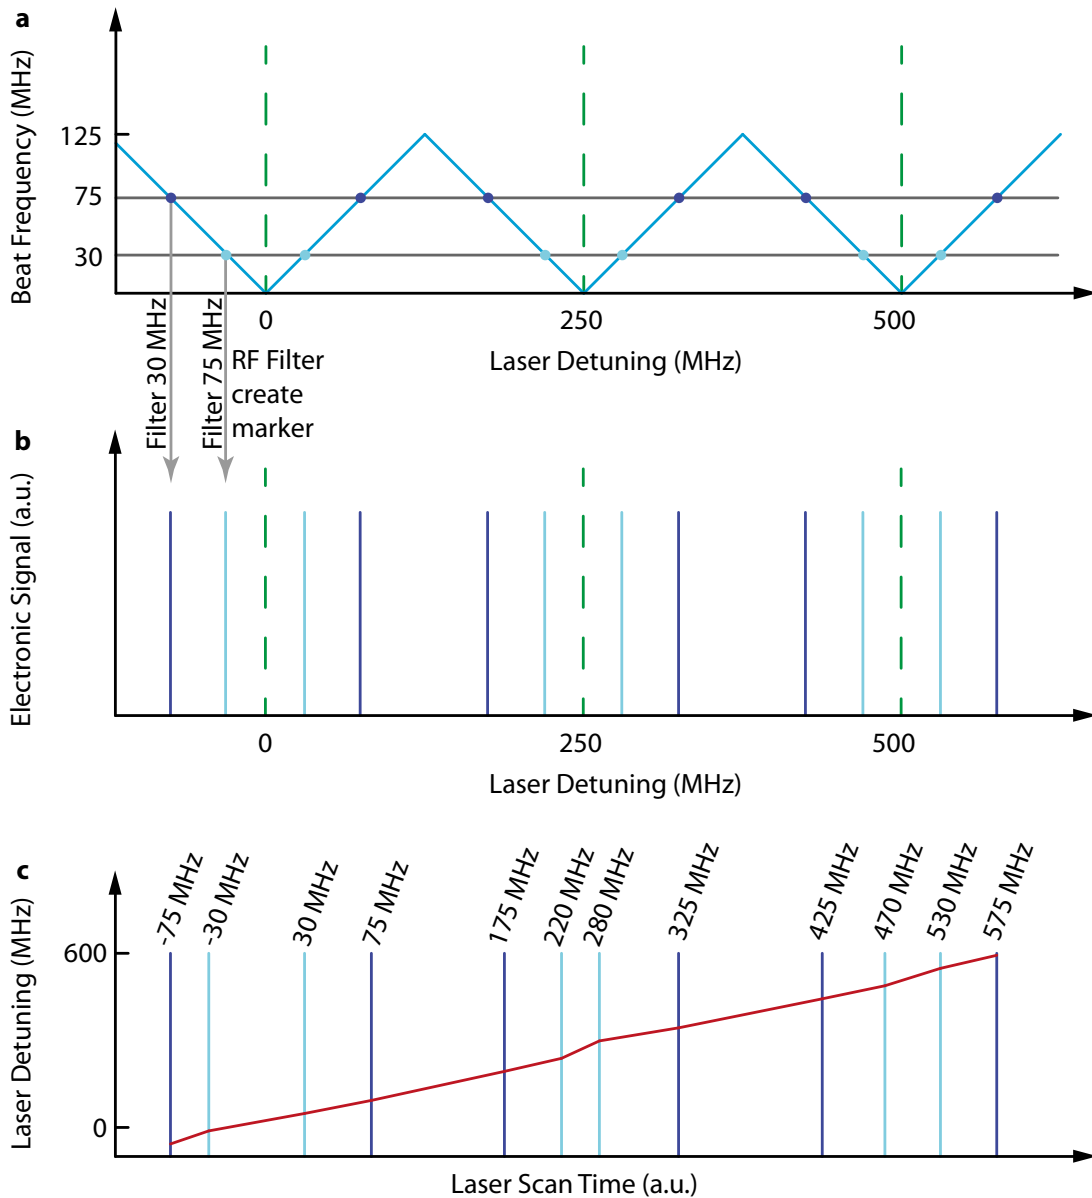 a
Beat Frequency (MHz)
125
75
30
0
250
500
Laser Detuning (MHz)
Filter 30 MHz
Filter 75 MHz
RF Filter
create
marker
b
Electronic Signal (a.u.)
0
250
500
Laser Detuning (MHz)
c
Laser Detuning (MHz)
-75 MHz
-30 MHz
30 MHz
75 MHz
175 MHz
220 MHz
280 MHz
325 MHz
425 MHz
470 MHz
530 MHz
575 MHz
600
0
Laser Scan Time (a.u.)